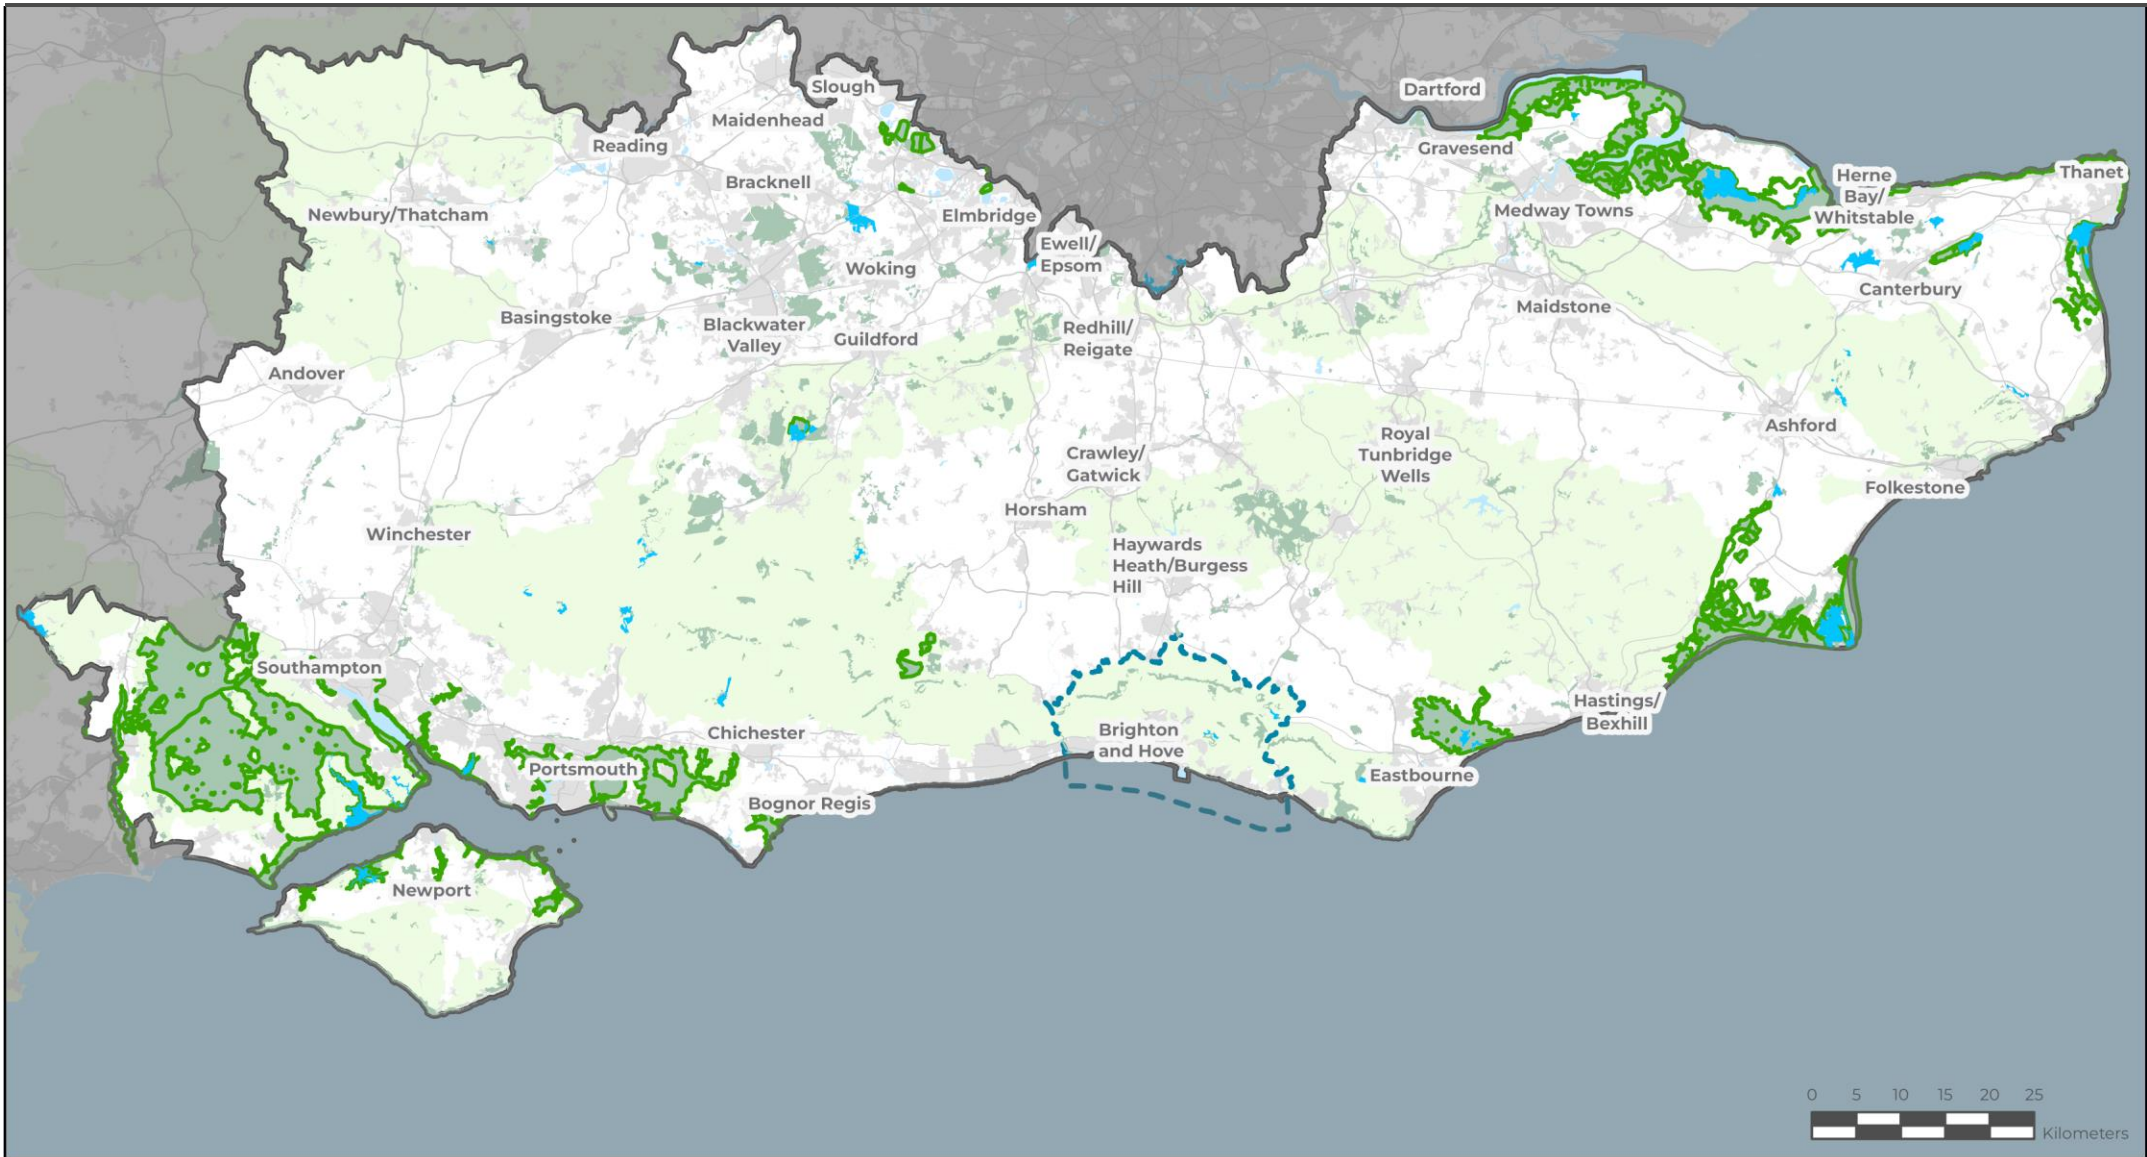 Slough
Dartford
Maidenhead
Reading
Gravesend
Bracknell
Herne
Bay/
Whitstable
Thanet
Newbury/Thatcham
Elmbridge
Medway Towns
Ewell/
Epsom
Woking
Canterbury
Basingstoke
Blackwater
Valley
Guildford
Redhill/
Reigate
Maidstone
Andover
Ashford
Royal
Tunbridge
Wells
Crawley/
Gatwick
Folkestone
Horsham
Winchester
Haywards
Heath/Burgess
Hill
Southampton
Hastings/
Bexhill
Chichester
Brighton
and Hove
Portsmouth
Eastbourne
Bognor Regis
Newport
0 5 10 15 20 25
Kilometers